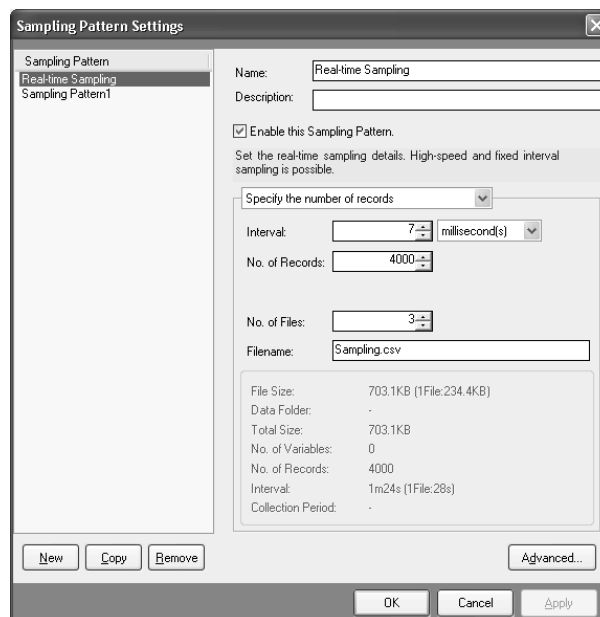 Sampling Pattern Settings
Sampling Pattern
Real-time Sampling
Sampling Pattern1
Name: Real-time Sampling
Description:
Enable this Sampling Pattern.
Set the real-time sampling details. High-speed and fixed interval
sampling is possible.
Specify the number of records
Interval: 7 millisecond(s)
No. of Records: 4000
No. of Files: 3
Filename: Sampling.csv
File Size: 703.1KB (1File:234.4KB)
Data Folder: -
Total Size: 703.1KB
No. of Variables: 0
No. of Records: 4000
Interval: 1m24s (1File:28s)
Collection Period: -
New Copy Remove Advanced...
OK Cancel Apply